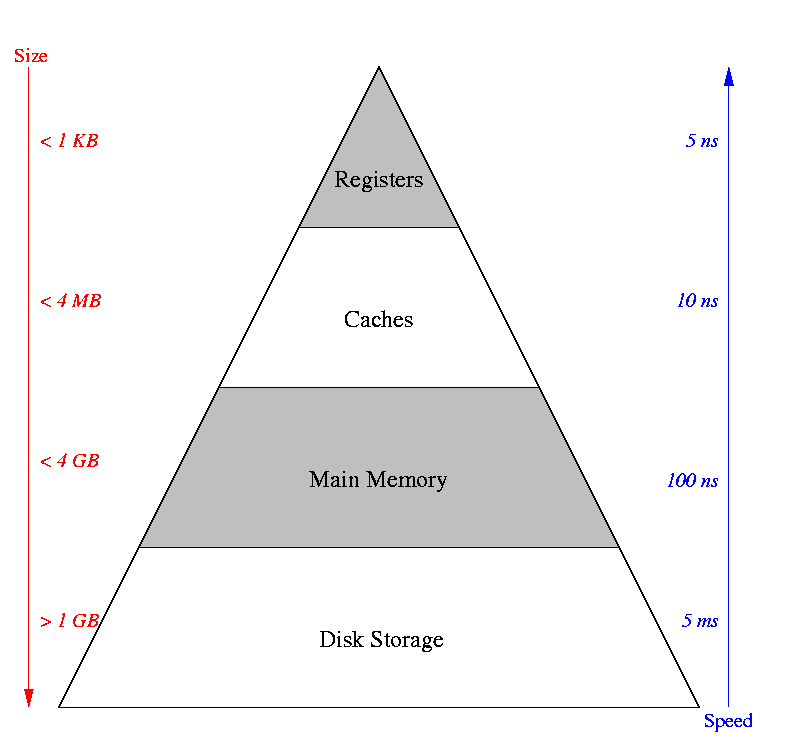 Size
< 1 KB
5 ns
Registers
< 4 MB
10 ns
Caches
< 4 GB
100 ns
Main Memory
> 1 GB
5 ms
Disk Storage
Speed